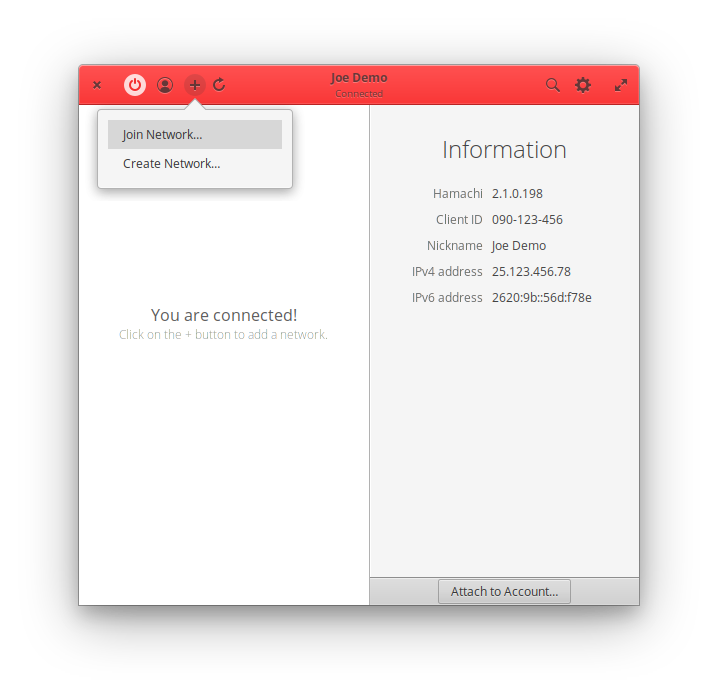 Joe Demo
Connected
Join Network...
Create Network...
You are connected!
Click on the + button to add a network.
Information
Hamachi 2.1.0.198
Client ID 090-123-456
Nickname Joe Demo
IPv4 address 25.123.456.78
IPv6 address 2620:9b::56d:f78e
Attach to Account...